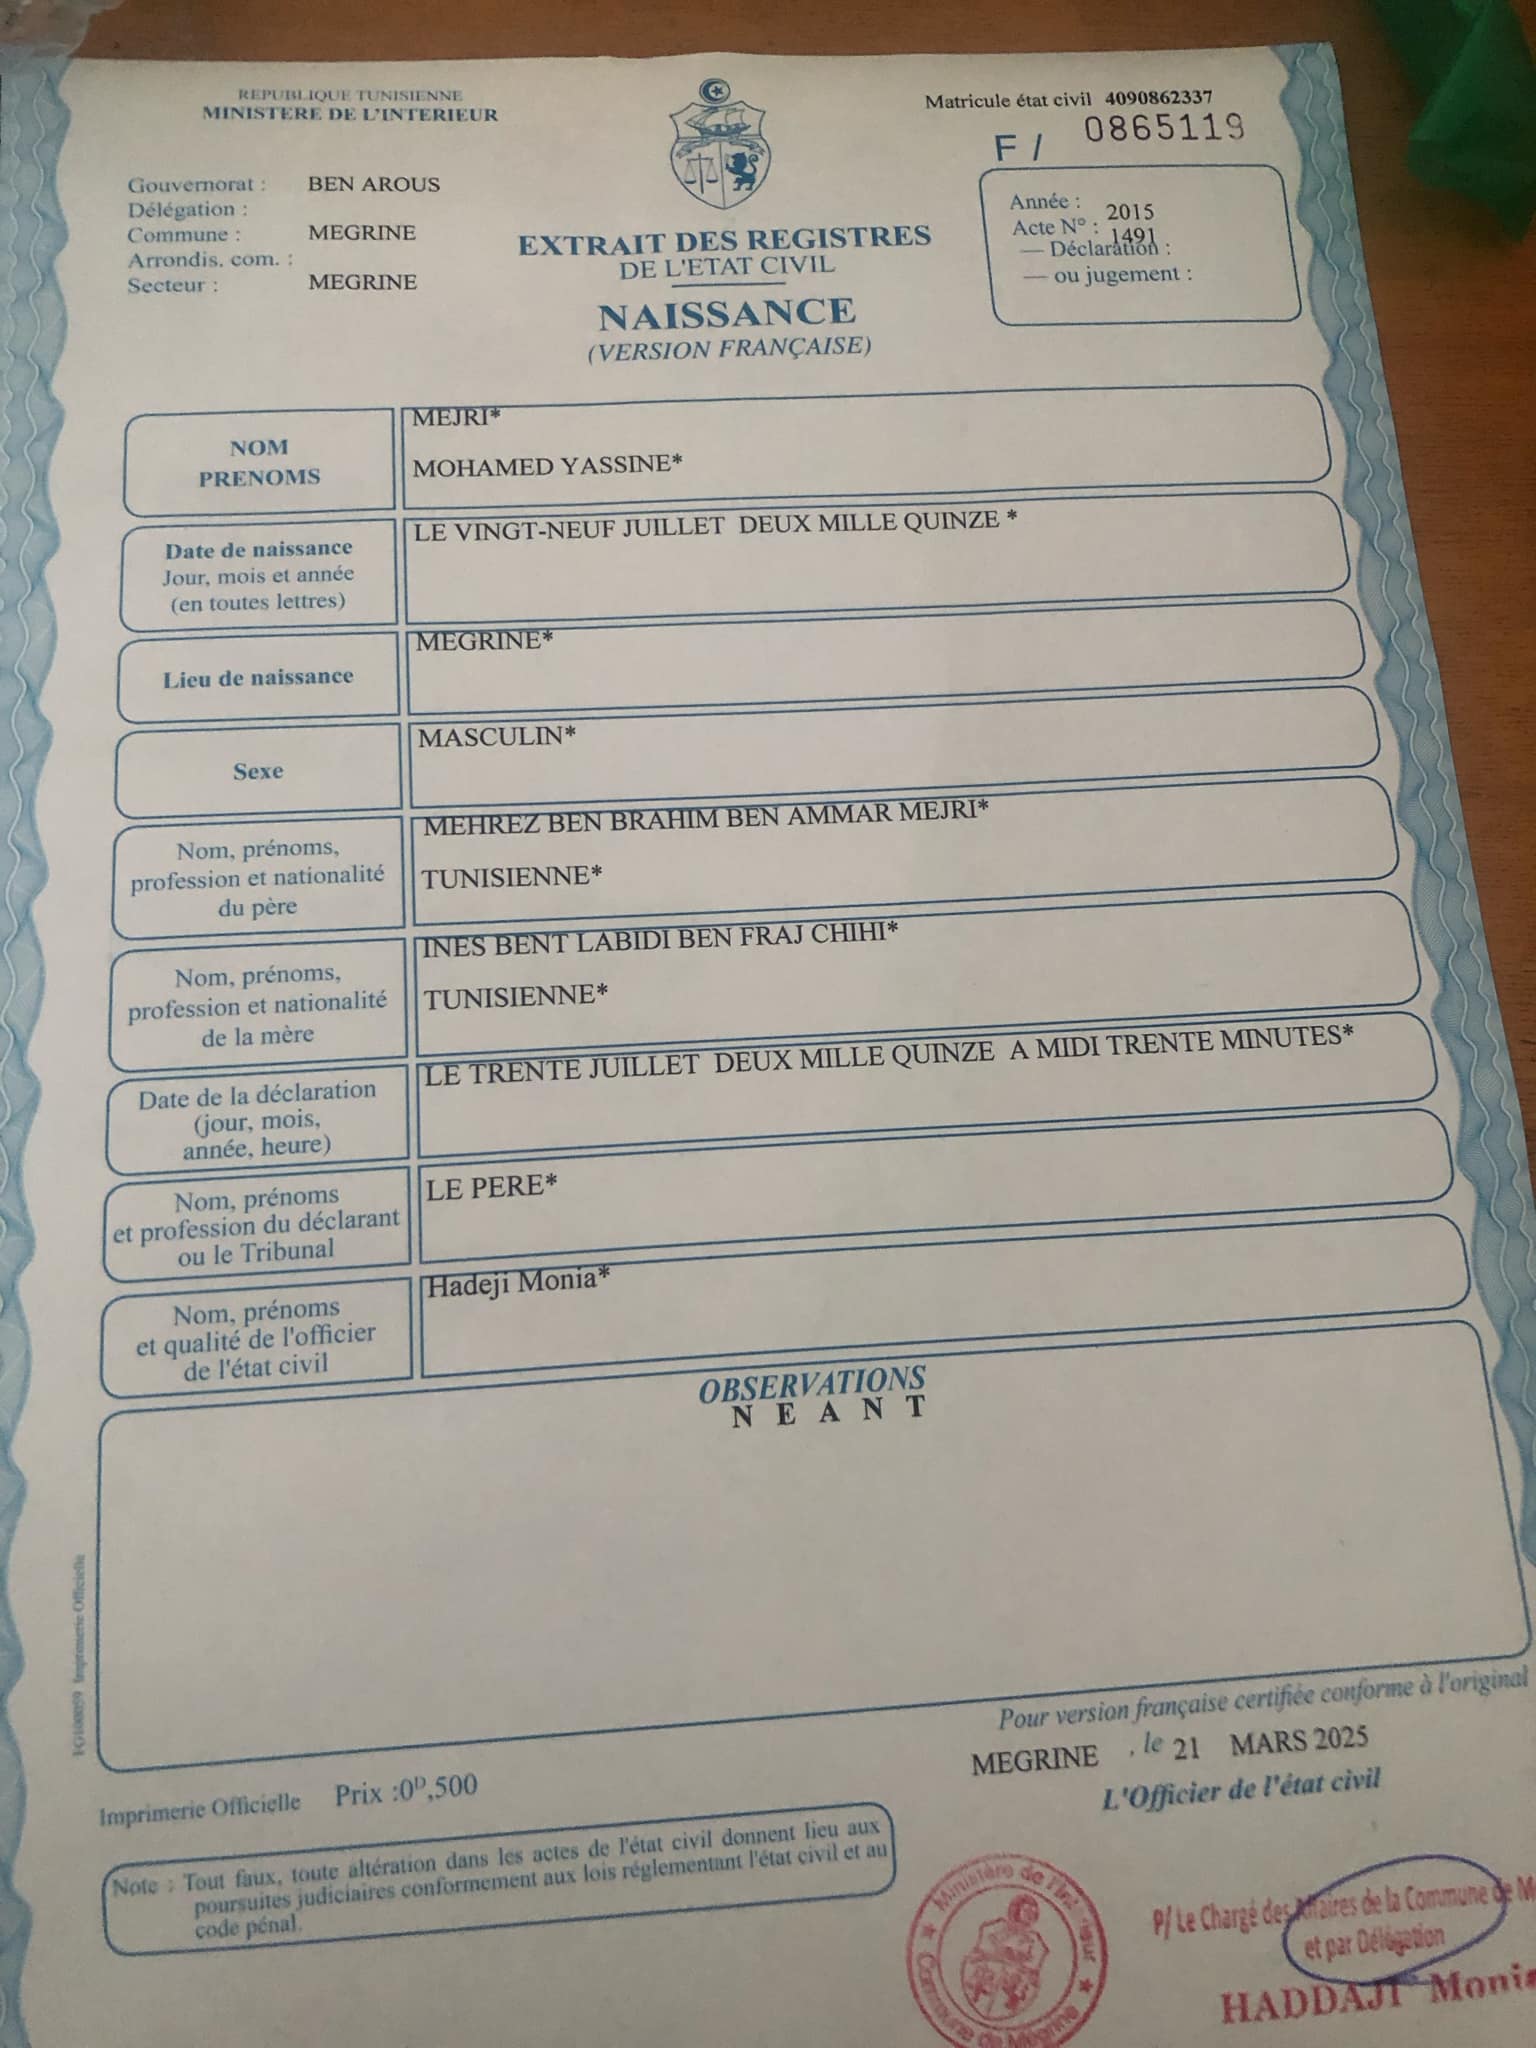 REPUBLIQUE TUNISIENNE
MINISTERE DE L'INTERIEUR
Matricule état civil 4090862337
F / 0865119
Gouvernorat : BEN AROUS
Délégation :
Commune : MEGRINE
Arrondis. com. :
Secteur : MEGRINE
EXTRAIT DES REGISTRES
DE L'ETAT CIVIL
NAISSANCE
(VERSION FRANÇAISE)
Année : 2015
Acte N° : 1491
— Déclaration :
— ou jugement :
NOM
PRENOMS
MEJRI*
MOHAMED YASSINE*
Date de naissance
Jour, mois et année
(en toutes lettres)
LE VINGT-NEUF JUILLET DEUX MILLE QUINZE *
Lieu de naissance
MEGRINE*
Sexe
MASCULIN*
Nom, prénoms,
profession et nationalité
du père
MEHREZ BEN BRAHIM BEN AMMAR MEJRI*
TUNISIENNE*
Nom, prénoms,
profession et nationalité
de la mère
INES BENT LABIDI BEN FRAJ CHIHI*
TUNISIENNE*
Date de la déclaration
(jour, mois,
année, heure)
LE TRENTE JUILLET DEUX MILLE QUINZE A MIDI TRENTE MINUTES*
Nom, prénoms
et profession du déclarant
ou le Tribunal
LE PERE*
Nom, prénoms
et qualité de l'officier
de l'état civil
Hadeji Monia*
OBSERVATIONS
N E A N T
Imprimerie Officielle
Pour version française certifiée conforme à l'original
MEGRINE , le 21 MARS 2025
L'Officier de l'état civil
Imprimerie Officielle Prix :0ᴰ,500
Note : Tout faux, toute altération dans les actes de l'état civil donnent lieu aux
poursuites judiciaires conformement aux lois réglementant l'état civil et au
code pénal.
Ministère de l'Intérieur
Commune de Mégrine
P/ Le Chargé des Affaires de la Commune de
et par Délégation
HADDAJI Monia